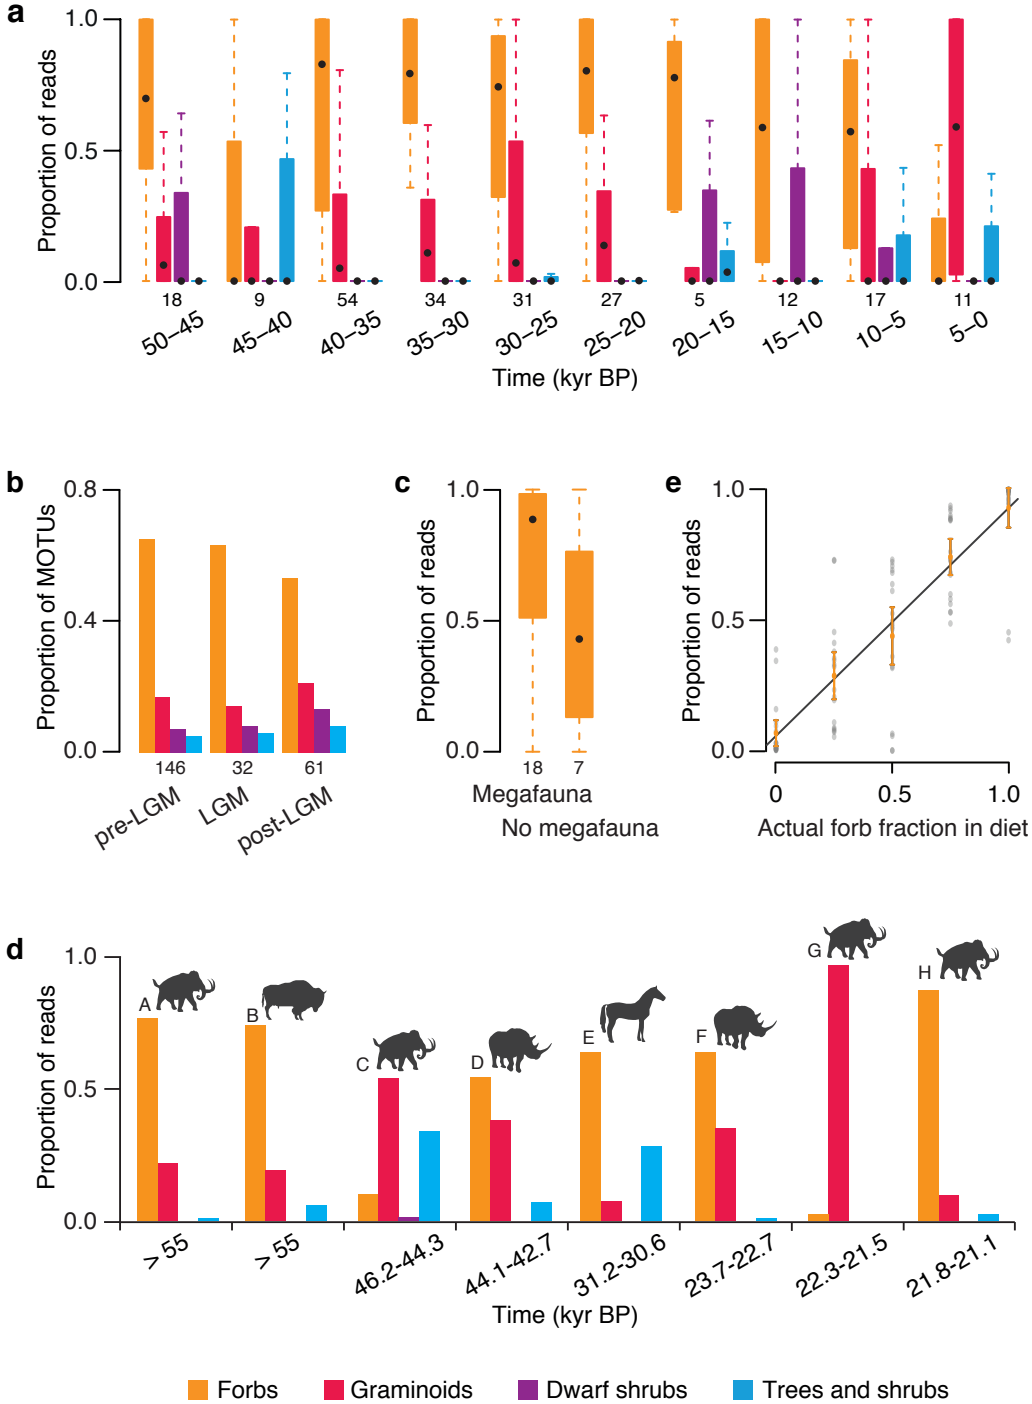 a
1.0
0.5
0.0
Proportion of reads
18 9 54 34 31 27 5 12 17 11
50–45 45–40 40–35 35–30 30–25 25–20 20–15 15–10 10–5 5–0
Time (kyr BP)
b
0.8
0.4
0.0
Proportion of MOTUs
146 32 61
pre-LGM LGM post-LGM
c
1.0
0.5
0.0
Proportion of reads
18 7
Megafauna
No megafauna
e
1.0
0.5
0.0
Proportion of reads
0 0.5 1.0
Actual forb fraction in diet
d
1.0
0.5
0.0
Proportion of reads
A B C D E F G H
> 55 > 55 46.2-44.3 44.1-42.7 31.2-30.6 23.7-22.7 22.3-21.5 21.8-21.1
Time (kyr BP)
Forbs Graminoids Dwarf shrubs Trees and shrubs